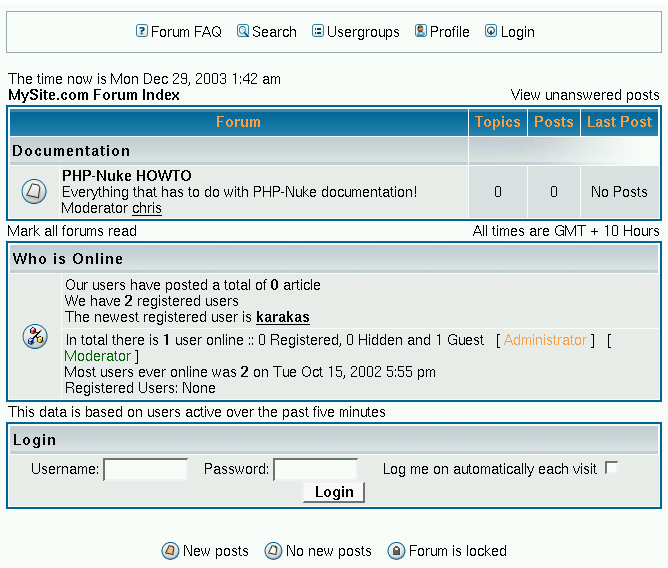 Forum FAQ Search Usergroups Profile Login
The time now is Mon Dec 29, 2003 1:42 am
MySite.com Forum Index View unanswered posts
Forum Topics Posts Last Post
Documentation
PHP-Nuke HOWTO
Everything that has to do with PHP-Nuke documentation! 0 0 No Posts
Moderator chris
Mark all forums read All times are GMT + 10 Hours
Who is Online
Our users have posted a total of 0 article
We have 2 registered users
The newest registered user is karakas
In total there is 1 user online :: 0 Registered, 0 Hidden and 1 Guest [ Administrator ] [
Moderator ]
Most users ever online was 2 on Tue Oct 15, 2002 5:55 pm
Registered Users: None
This data is based on users active over the past five minutes
Login
Username: Password: Log me on automatically each visit
Login
New posts No new posts Forum is locked